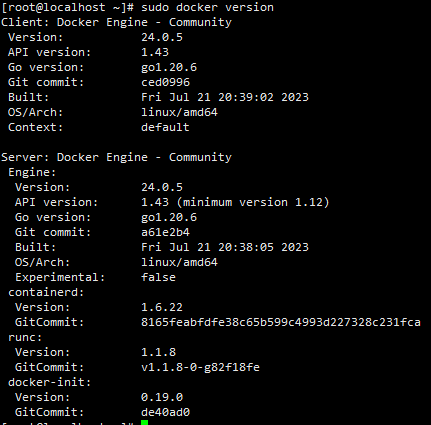 [root@localhost ~]# sudo docker version
Client: Docker Engine - Community
 Version:           24.0.5
 API version:       1.43
 Go version:        go1.20.6
 Git commit:        ced0996
 Built:             Fri Jul 21 20:39:02 2023
 OS/Arch:           linux/amd64
 Context:           default
Server: Docker Engine - Community
 Engine:
  Version:          24.0.5
  API version:      1.43 (minimum version 1.12)
  Go version:       go1.20.6
  Git commit:       a61e2b4
  Built:            Fri Jul 21 20:38:05 2023
  OS/Arch:          linux/amd64
  Experimental:     false
 containerd:
  Version:          1.6.22
  GitCommit:        8165feabfdfe38c65b599c4993d227328c231fca
 runc:
  Version:          1.1.8
  GitCommit:        v1.1.8-0-g82f18fe
 docker-init:
  Version:          0.19.0
  GitCommit:        de40ad0
[root@localhost ~]#